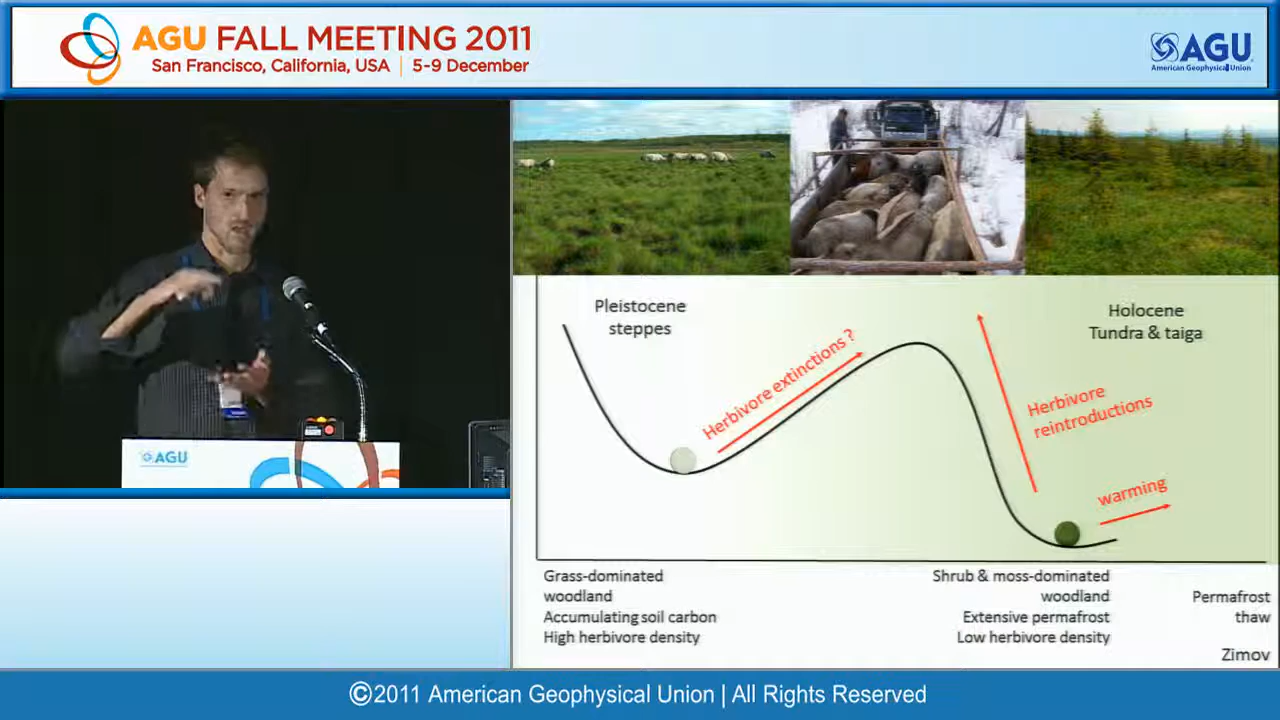 AGU FALL MEETING 2011
San Francisco, California, USA | 5-9 December
AGU
American Geophysical Union
AGU
Pleistocene
steppes
Herbivore extinctions ?
Holocene
Tundra & taiga
Herbivore
reintroductions
warming
Grass-dominated
woodland
Accumulating soil carbon
High herbivore density
Shrub & moss-dominated
woodland
Extensive permafrost
Low herbivore density
Permafrost
thaw
Zimov
©2011 American Geophysical Union | All Rights Reserved